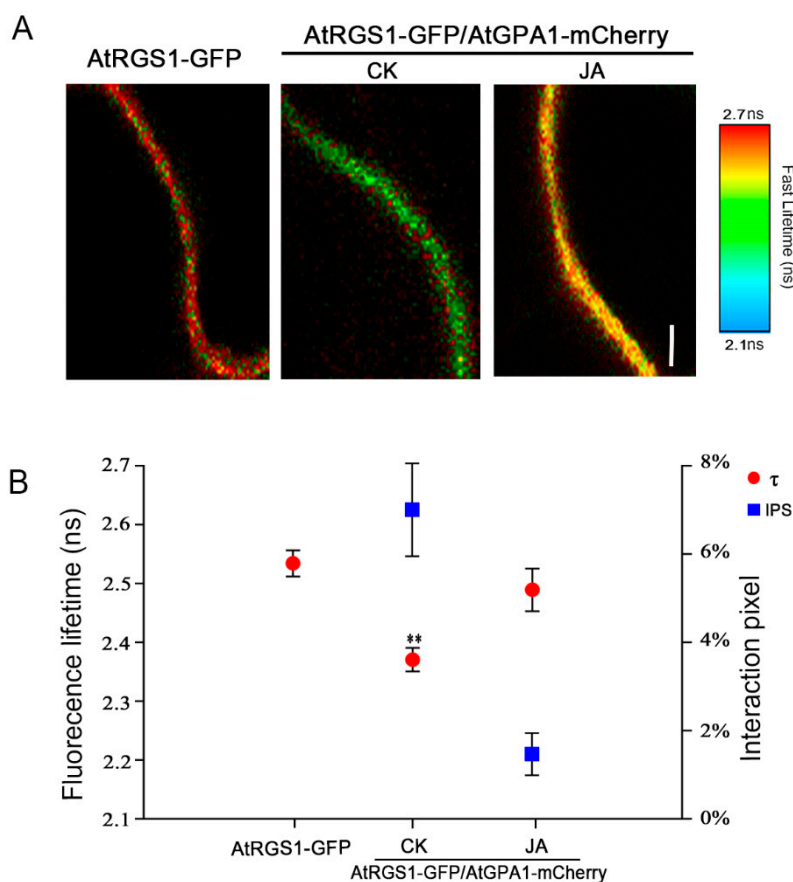 A
AtRGS1-GFP
AtRGS1-GFP/AtGPA1-mCherry
CK
JA
2.7ns
Fast Lifetime (ns)
2.1ns
B
Fluorecence lifetime (ns)
2.7
2.6
2.5
2.4
2.3
2.2
2.1
**
8%
6%
4%
2%
0%
Interaction pixel
τ
IPS
AtRGS1-GFP
CK
JA
AtRGS1-GFP/AtGPA1-mCherry